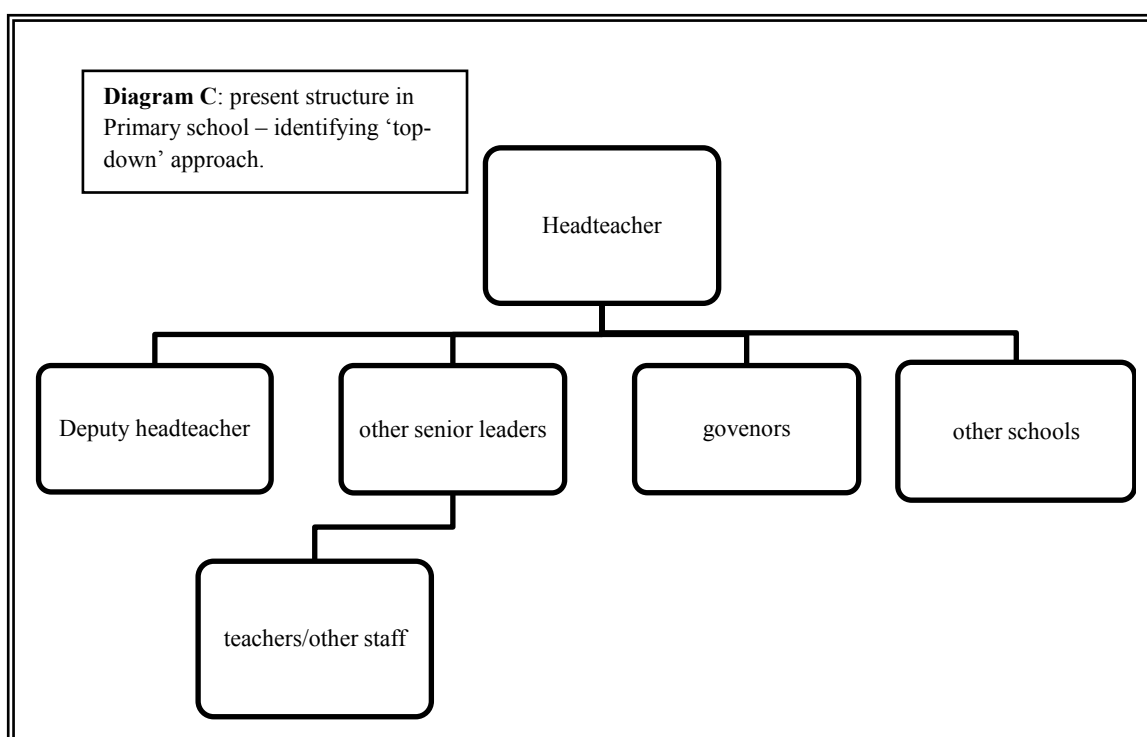 Diagram C: present structure in
Primary school – identifying ‘top-
down’ approach.
Headteacher
Deputy headteacher
other senior leaders
govenors
other schools
teachers/other staff